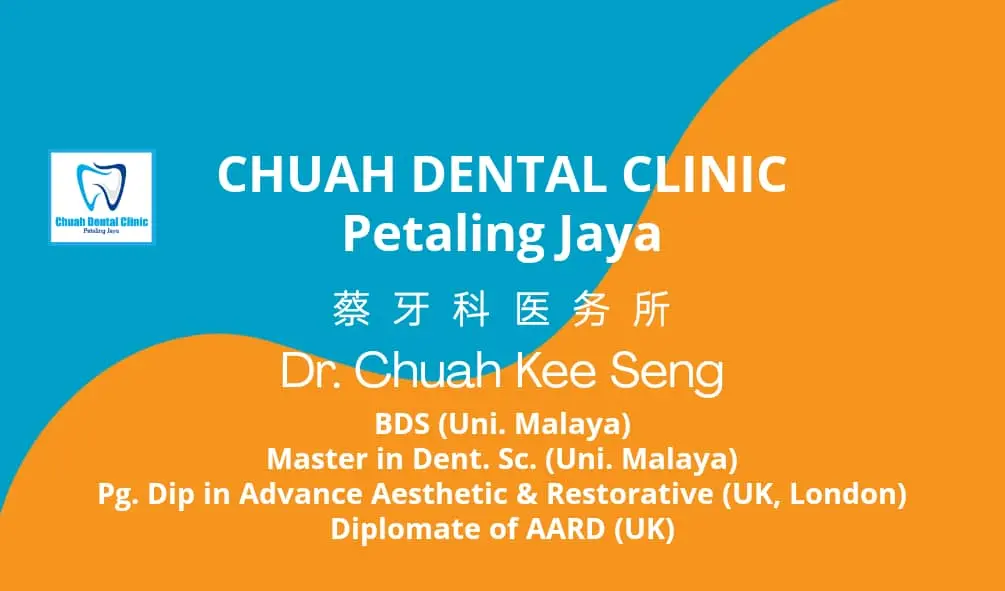 CHUAH DENTAL CLINIC
Petaling Jaya
Chuah Dental Clinic
Petaling Jaya
蔡牙科医务所
Dr. Chuah Kee Seng
BDS (Uni. Malaya)
Master in Dent. Sc. (Uni. Malaya)
Pg. Dip in Advance Aesthetic & Restorative (UK, London)
Diplomate of AARD (UK)